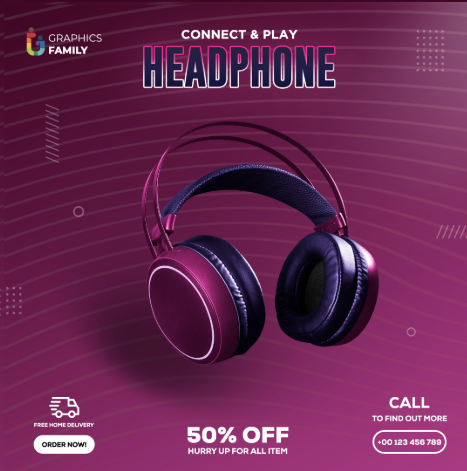 GRAPHICS
FAMILY
CONNECT & PLAY
HEADPHONE
FREE HOME DELIVERY
ORDER NOW!
50% OFF
HURRY UP FOR ALL ITEM
CALL
TO FIND OUT MORE
+00 123 456 789